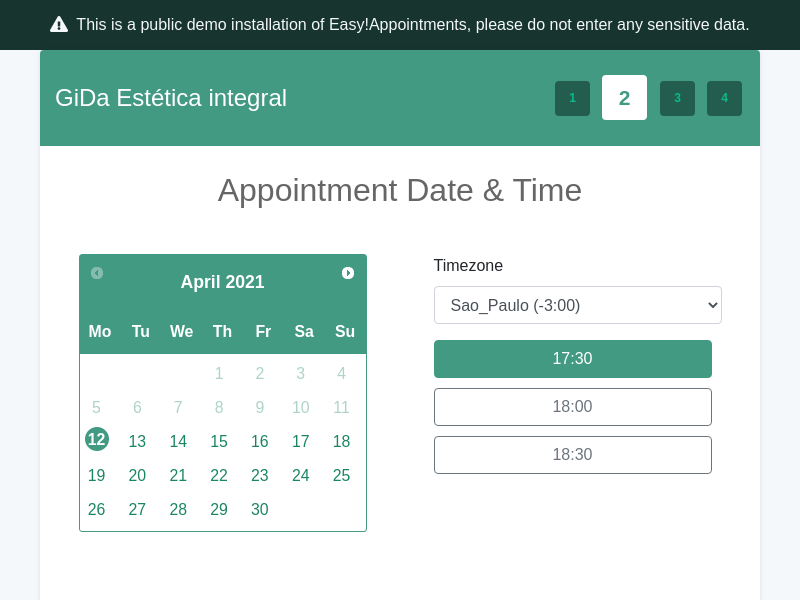 This is a public demo installation of Easy!Appointments, please do not enter any sensitive data.
GiDa Estética integral
1 2 3 4
Appointment Date & Time
April 2021
Mo Tu We Th Fr Sa Su
1 2 3 4
5 6 7 8 9 10 11
12 13 14 15 16 17 18
19 20 21 22 23 24 25
26 27 28 29 30
Timezone
Sao_Paulo (-3:00)
17:30
18:00
18:30